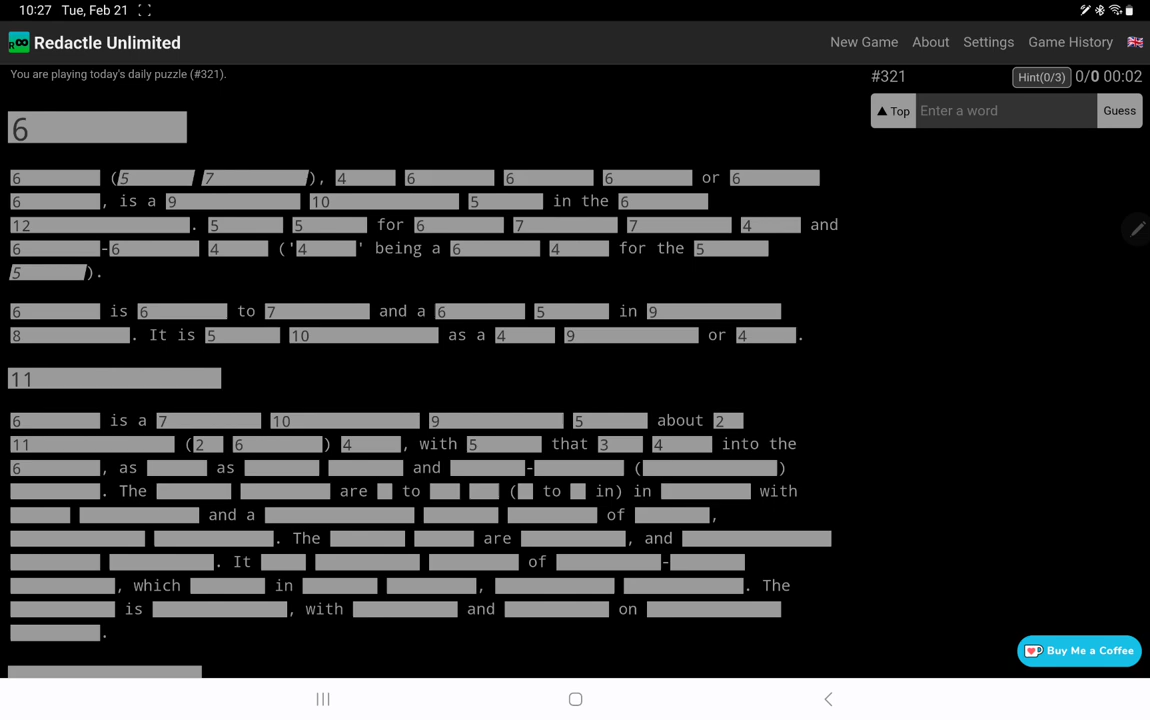 10:27 Tue, Feb 21
R∞ Redactle Unlimited New Game About Settings Game History
You are playing today's daily puzzle (#321). #321 Hint(0/3) 0/0 00:02
▲ Top Enter a word Guess
6
6 (5 7), 4 6 6 6 or 6
6, is a 9 10 5 in the 6
12. 5 5 for 6 7 7 4 and
6-6 4 ('4' being a 6 4 for the 5
5).
6 is 6 to 7 and a 6 5 in 9
8. It is 5 10 as a 4 9 or 4.
11
6 is a 7 10 9 5 about 2
11 (2 6) 4, with 5 that 3 4 into the
6, as as and - (
) . The are to ( to in) in with
and a of ,
. The are , and
. It of -
, which in , . The
is , with and on
.
Buy Me a Coffee